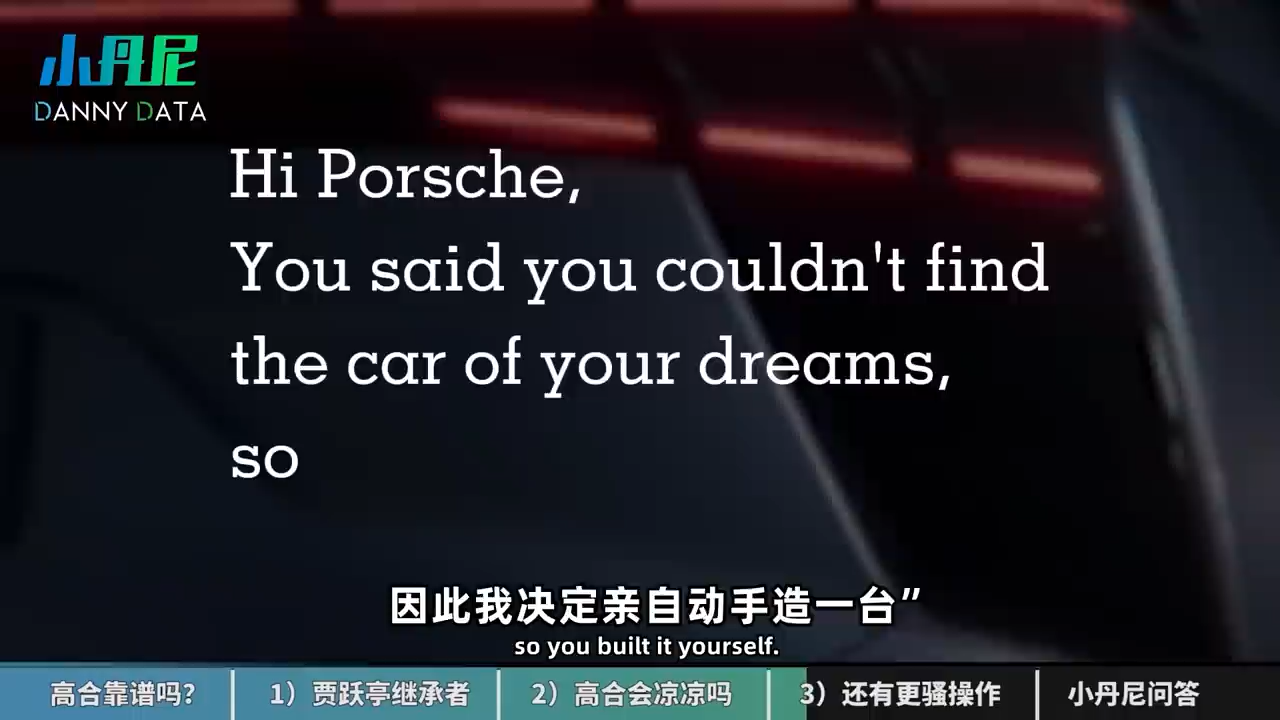 小丹尼
DANNY DATA
Hi Porsche,
You said you couldn't find
the car of your dreams,
so
因此我决定亲自动手造一台”
so you built it yourself.
高合靠谱吗？
1）贾跃亭继承者
2）高合会凉凉吗
3）还有更骚操作
小丹尼问答